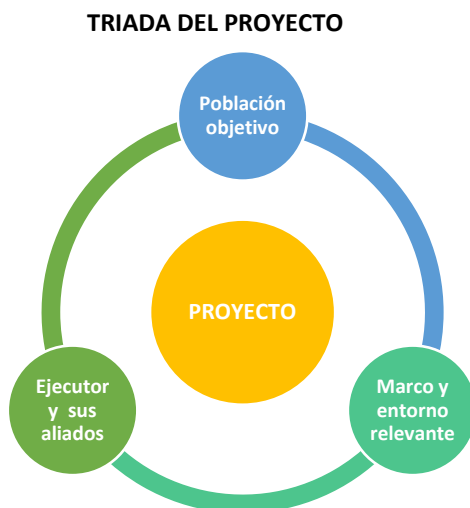 TRIADA DEL PROYECTO
Población
objetivo
PROYECTO
Ejecutor
y sus
aliados
Marco y
entorno
relevante